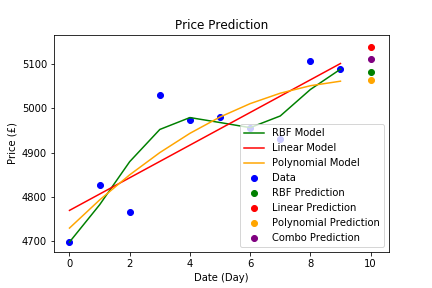 Price Prediction
Price (£)
5100
5000
4900
4800
4700
0
2
4
6
8
10
Date (Day)
RBF Model
Linear Model
Polynomial Model
Data
RBF Prediction
Linear Prediction
Polynomial Prediction
Combo Prediction